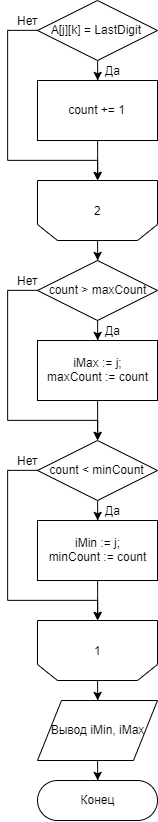 Нет
A[j][k] = LastDigit
Да
count += 1
2
Нет
count > maxCount
Да
iMax := j;
maxCount := count
Нет
count < minCount
Да
iMin := j;
minCount := count
1
Вывод iMin, iMax
Конец